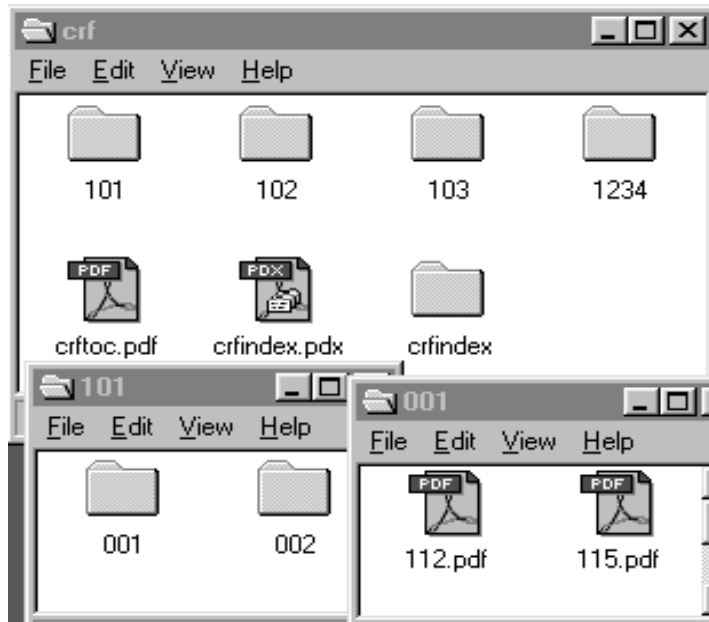 crf
File Edit View Help
101 102 103 1234
PDF PDX
crftoc.pdf crfindex.pdx crfindex
101
File Edit View Help
001 002
001
File Edit View Help
PDF PDF
112.pdf 115.pdf